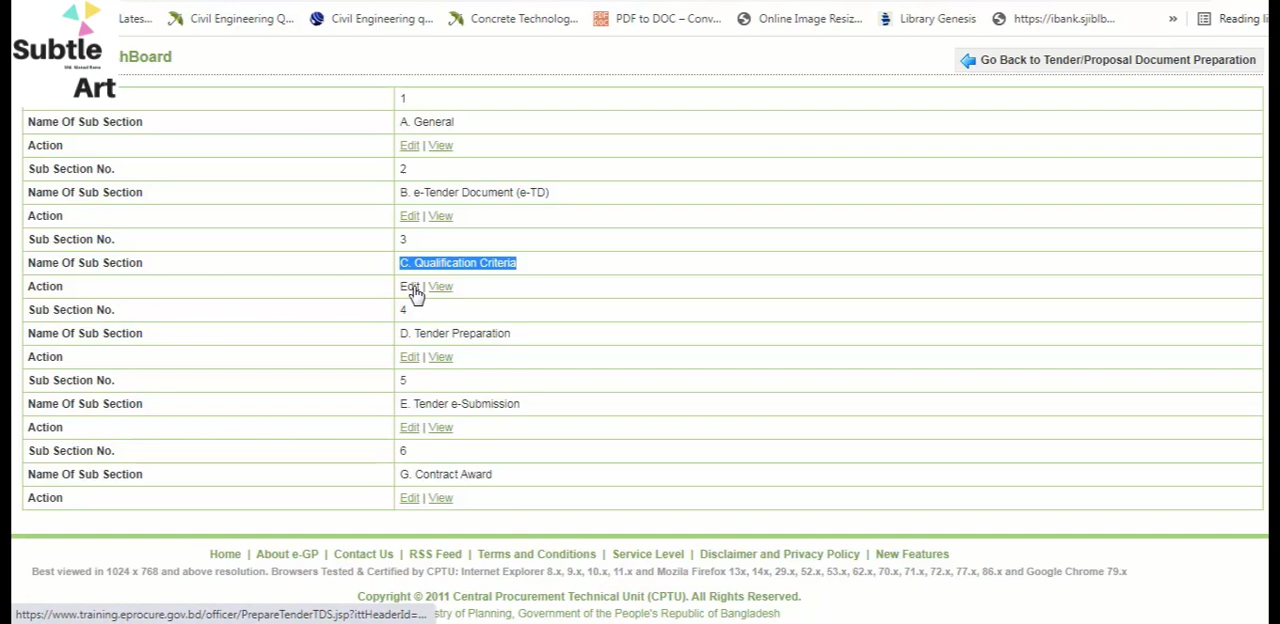 Lates...
Civil Engineering Q...
Civil Engineering q...
Concrete Technolog...
PDF to DOC – Conv...
Online Image Resiz...
Library Genesis
https://ibank.sjiblb...
»
Reading li
Subtle
Art
hBoard
Go Back to Tender/Proposal Document Preparation
1
Name Of Sub Section A. General
Action Edit | View
Sub Section No. 2
Name Of Sub Section B. e-Tender Document (e-TD)
Action Edit | View
Sub Section No. 3
Name Of Sub Section C. Qualification Criteria
Action Edit | View
Sub Section No. 4
Name Of Sub Section D. Tender Preparation
Action Edit | View
Sub Section No. 5
Name Of Sub Section E. Tender e-Submission
Action Edit | View
Sub Section No. 6
Name Of Sub Section G. Contract Award
Action Edit | View
Home | About e-GP | Contact Us | RSS Feed | Terms and Conditions | Service Level | Disclaimer and Privacy Policy | New Features
Best viewed in 1024 x 768 and above resolution. Browsers Tested & Certified by CPTU: Internet Explorer 8.x, 9.x, 10.x, 11.x and Mozila Firefox 13x, 14x, 29.x, 52.x, 53.x, 62.x, 70.x, 71.x, 72.x, 77.x, 86.x and Google Chrome 79.x
Copyright © 2011 Central Procurement Technical Unit (CPTU). All Rights Reserved.
https://www.training.eprocure.gov.bd/officer/PrepareTenderTDS.jsp?ittHeaderId=...
stry of Planning, Government of the People's Republic of Bangladesh